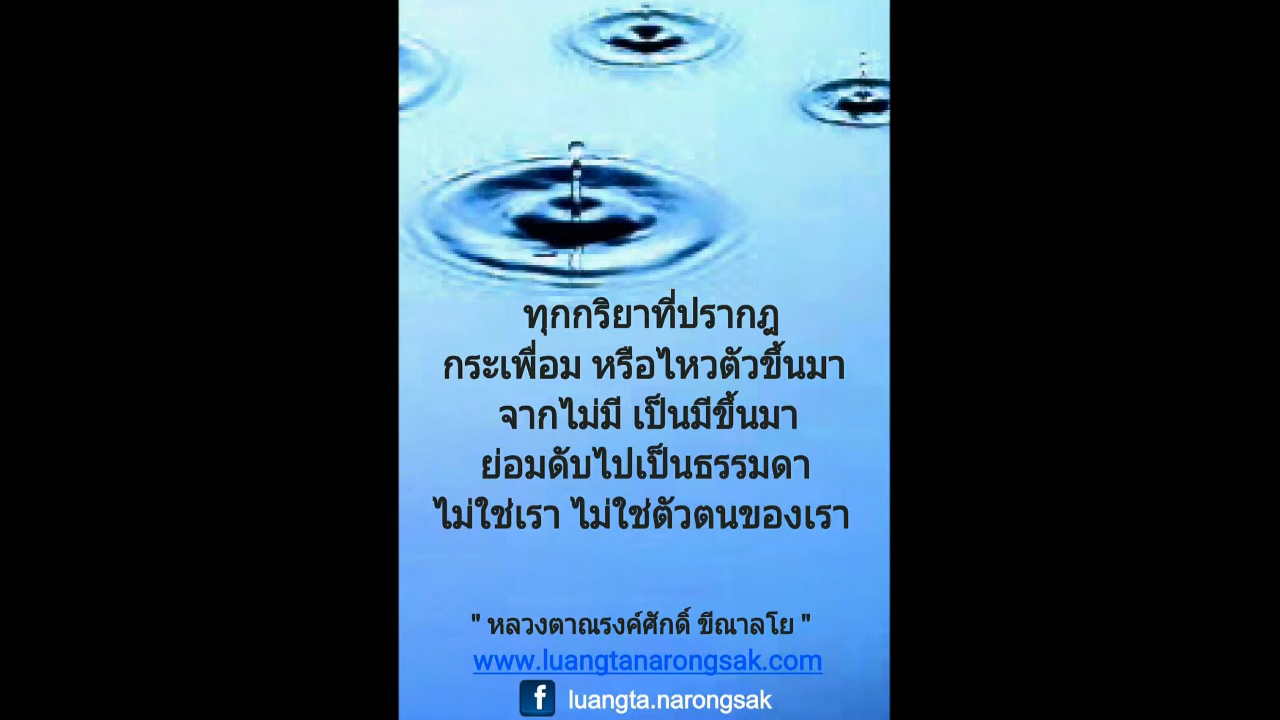 ทุกกริยาที่ปรากฎ
กระเพื่อม หรือไหวตัวขึ้นมา
จากไม่มี เป็นมีขึ้นมา
ย่อมดับไปเป็นธรรมดา
ไม่ใช่เรา ไม่ใช่ตัวตนของเรา
" หลวงตาณรงค์ศักดิ์ ขีณาลโย "
www.luangtanarongsak.com
f luangta.narongsak